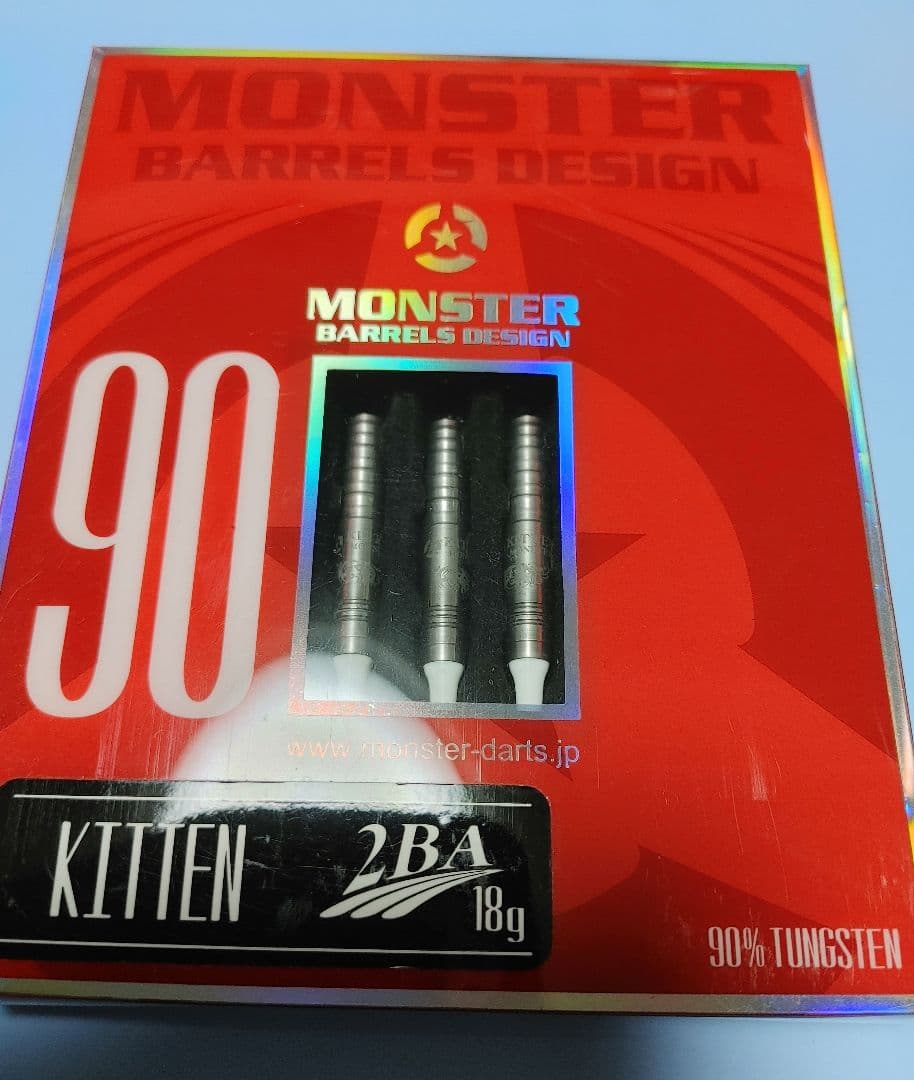 MONSTER
BARRELS DESIGN
MONSTER
BARRELS DESIGN
90
www.monster-darts.jp
KITTEN
2BA
18g
90% TUNGSTEN